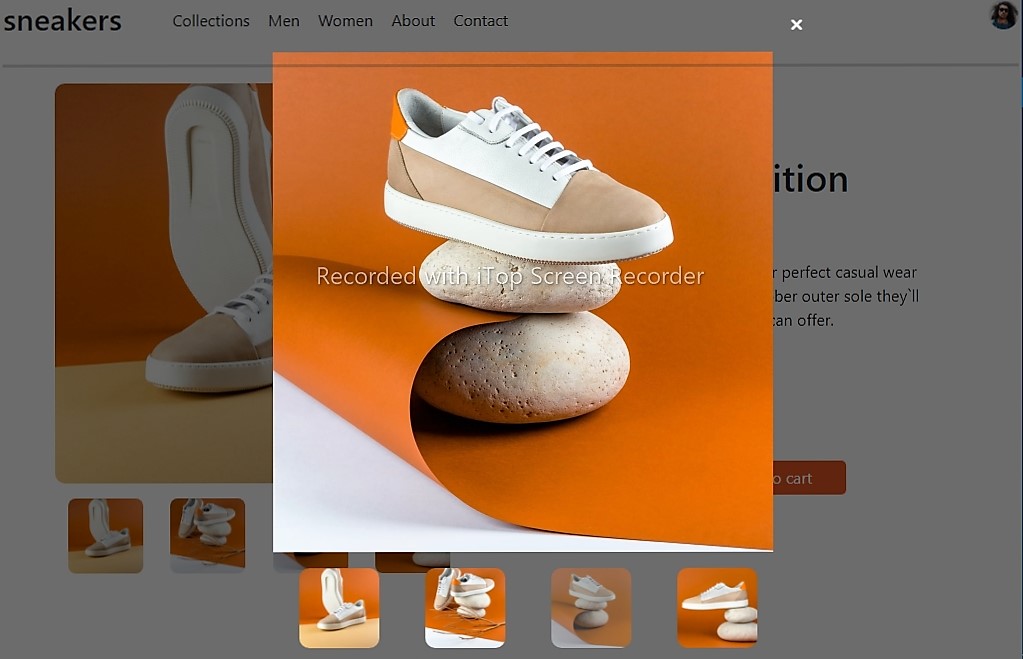 sneakers
Collections Men Women About Contact
×
ition
Recorded with iTop Screen Recorder
r perfect casual wear
ber outer sole they`ll
can offer.
o cart